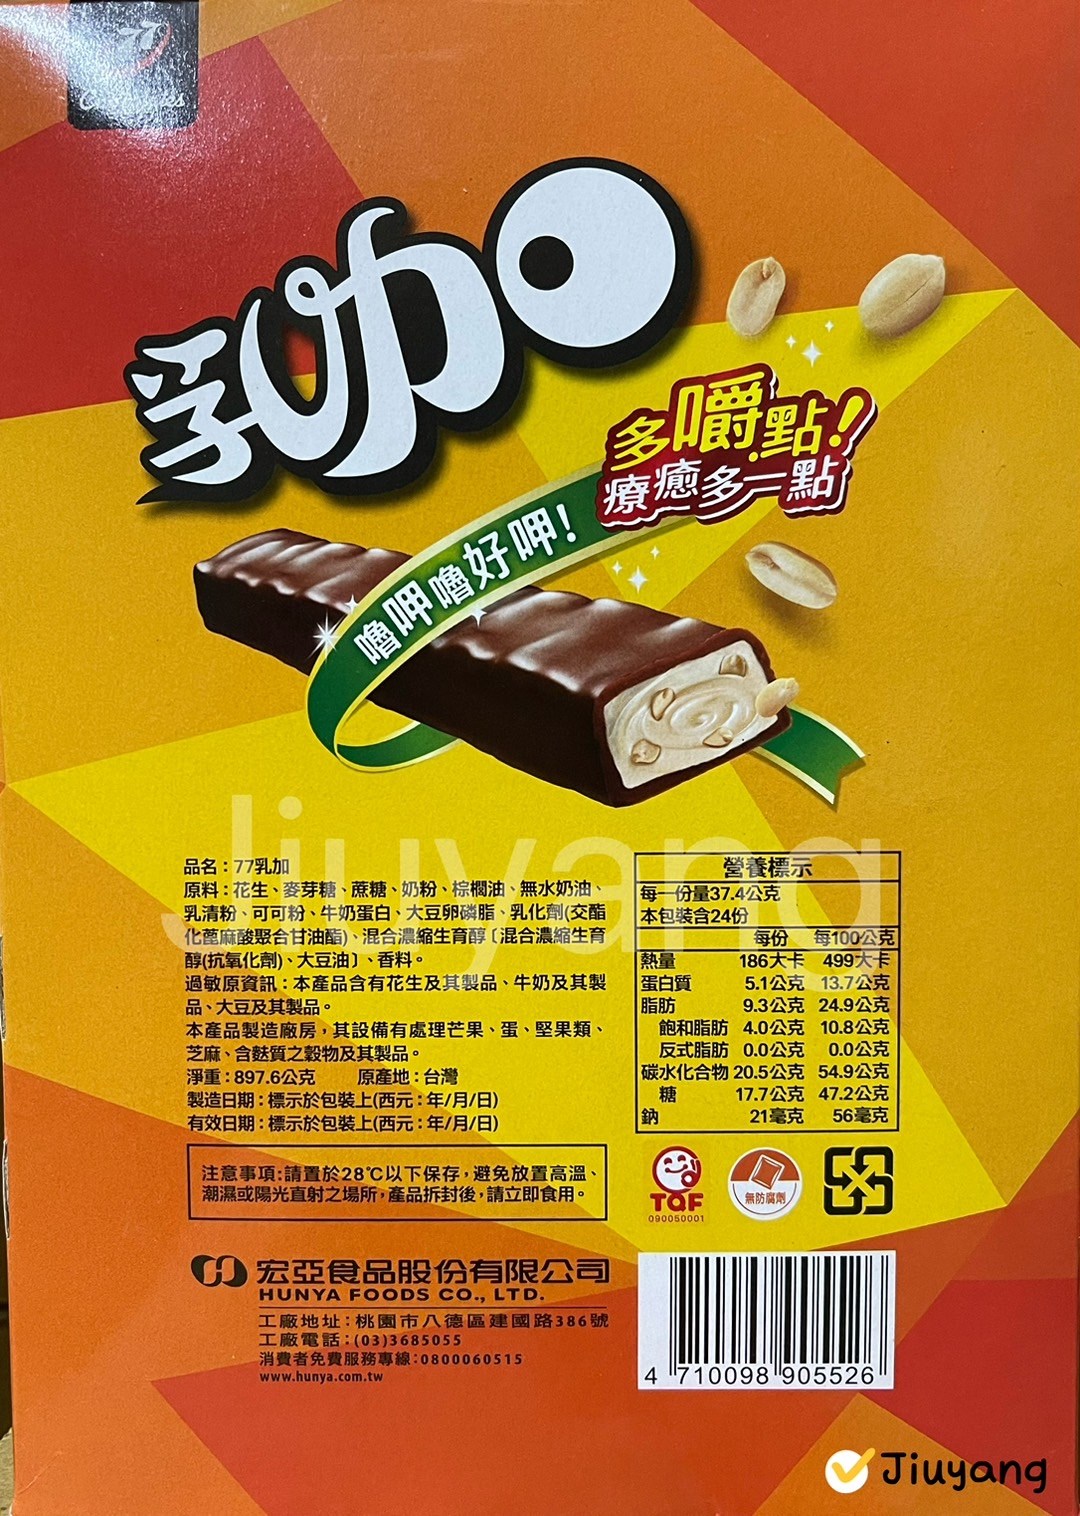 77
乳加
多嚼點!
療癒多一點
嚕呷嚕好呷!
Jiuyang
品名：77乳加
原料：花生、麥芽糖、蔗糖、奶粉、棕櫚油、無水奶油、
乳清粉、可可粉、牛奶蛋白、大豆卵磷脂、乳化劑(交酯
化蓖麻酸聚合甘油酯)、混合濃縮生育醇〔混合濃縮生育
醇(抗氧化劑)、大豆油〕、香料。
過敏原資訊：本產品含有花生及其製品、牛奶及其製
品、大豆及其製品。
本產品製造廠房，其設備有處理芒果、蛋、堅果類、
芝麻、含麩質之穀物及其製品。
淨重：897.6公克 原產地：台灣
製造日期：標示於包裝上(西元：年/月/日)
有效日期：標示於包裝上(西元：年/月/日)
注意事項:請置於28℃以下保存，避免放置高溫、
潮濕或陽光直射之場所，產品拆封後，請立即食用。
營養標示
每一份量37.4公克
本包裝含24份
每份 每100公克
熱量 186大卡 499大卡
蛋白質 5.1公克 13.7公克
脂肪 9.3公克 24.9公克
飽和脂肪 4.0公克 10.8公克
反式脂肪 0.0公克 0.0公克
碳水化合物 20.5公克 54.9公克
糖 17.7公克 47.2公克
鈉 21毫克 56毫克
TQF
090050001
無防腐劑
宏亞食品股份有限公司
HUNYA FOODS CO., LTD.
工廠地址：桃園市八德區建國路386號
工廠電話：(03)3685055
消費者免費服務專線：0800060515
www.hunya.com.tw
4 710098 905526
Jiuyang